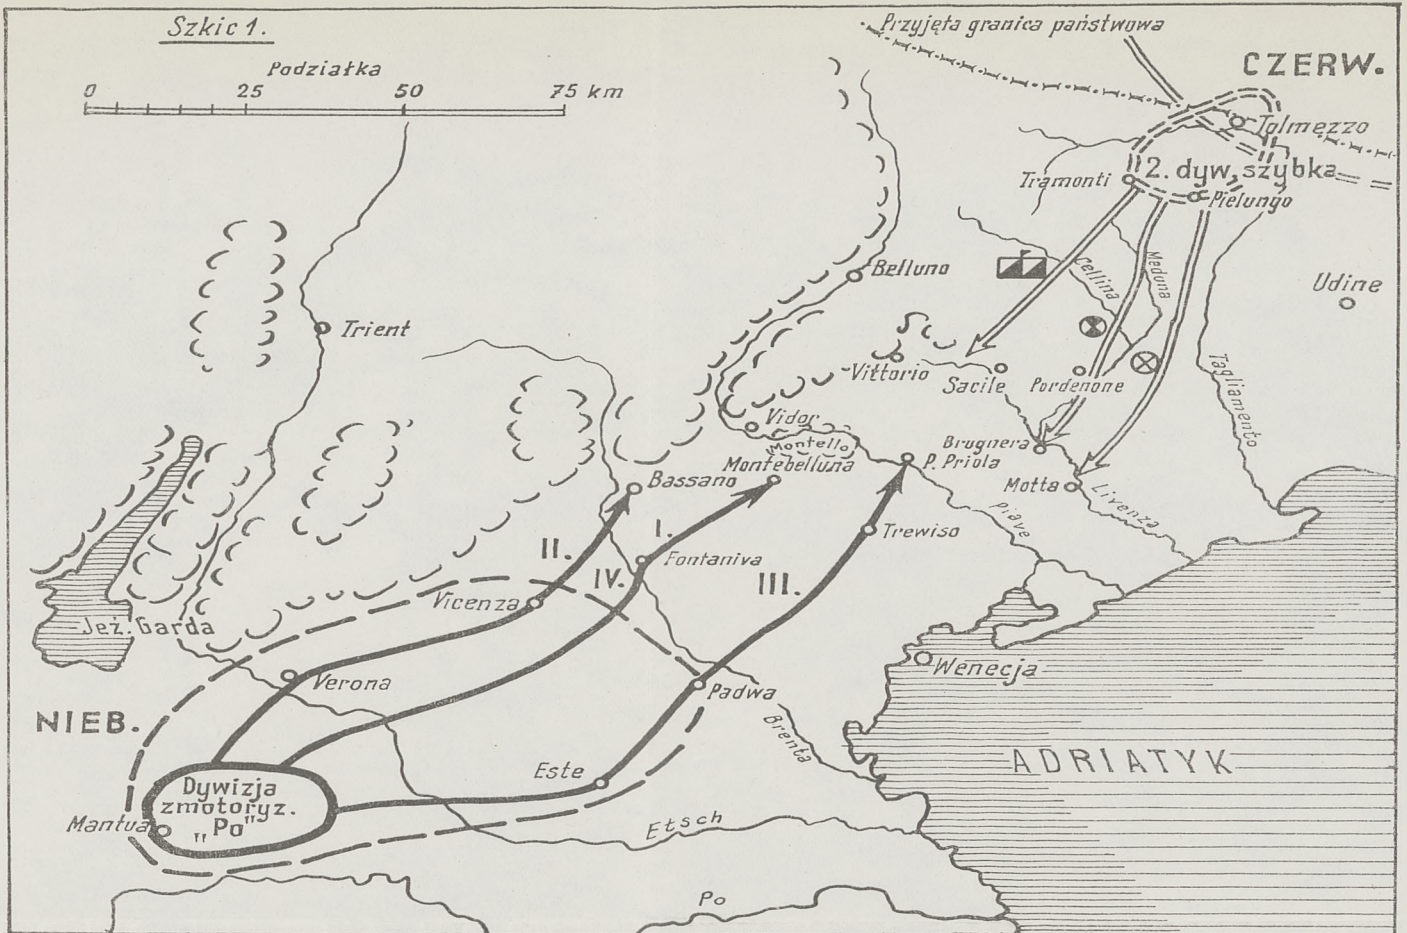 Szkic 1.
Przyjęta granica państwowa
Podziałka
0 25 50 75 km
CZERW.
Tolmezzo
2. dyw. szybka
Tramonti
Pielungo
Belluno
Cellina
Meduna
Udine
Trient
Vittorio
Sacile
Pordenone
Tagliamento
Vidor
Montello
Montebelluna
Brugnera
P. Priola
Bassano
Motta
Livenza
I.
II.
Piave
Trewiso
Fontaniva
IV.
III.
Vicenza
Jez. Garda
Wenecja
Verona
Padwa
NIEB.
Brenta
ADRIATYK
Este
Dywizja
zmotoryz.
„Po"
Mantua
Etsch
Po